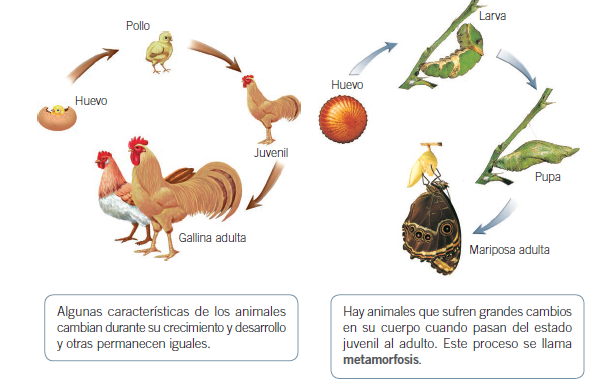 Pollo
Huevo
Juvenil
Gallina adulta
Algunas características de los animales
cambian durante su crecimiento y desarrollo
y otras permanecen iguales.
Larva
Huevo
Pupa
Mariposa adulta
Hay animales que sufren grandes cambios
en su cuerpo cuando pasan del estado
juvenil al adulto. Este proceso se llama
metamorfosis.